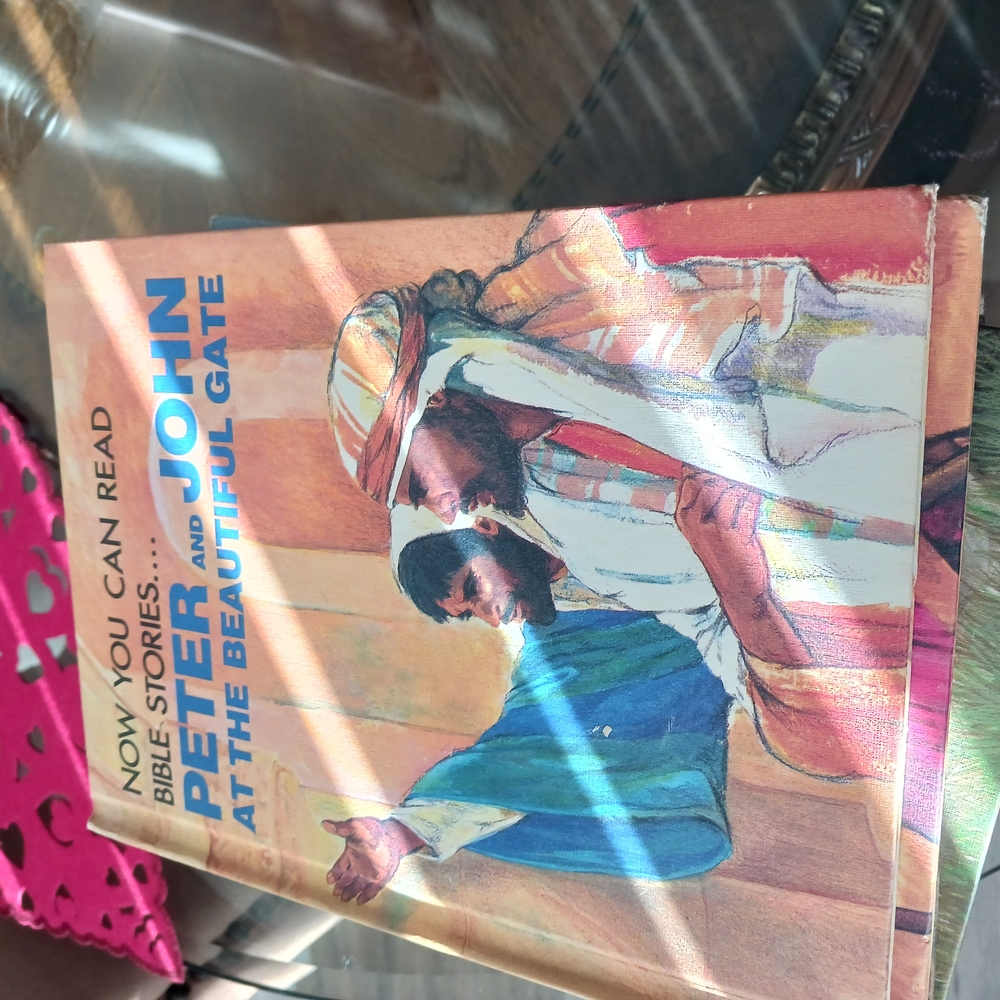 NOW YOU CAN READ
BIBLE STORIES....
PETER AND JOHN
AT THE BEAUTIFUL GATE